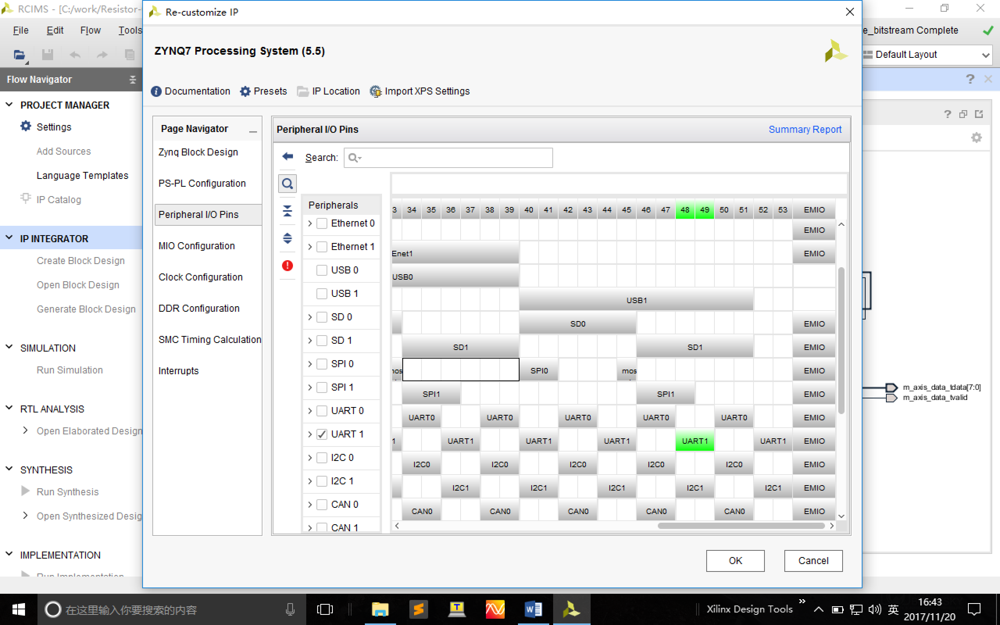 RCIMS - [C:/work/Resistor-
Re-customize IP
File Edit Flow Tools
e_bitstream Complete
ZYNQ7 Processing System (5.5)
Default Layout
Flow Navigator
Documentation Presets IP Location Import XPS Settings
PROJECT MANAGER
Settings
Add Sources
Language Templates
IP Catalog
IP INTEGRATOR
Create Block Design
Open Block Design
Generate Block Design
SIMULATION
Run Simulation
RTL ANALYSIS
Open Elaborated Design
SYNTHESIS
Run Synthesis
Open Synthesized Desig
IMPLEMENTATION
Run Implementation
Page Navigator
Zynq Block Design
PS-PL Configuration
Peripheral I/O Pins
MIO Configuration
Clock Configuration
DDR Configuration
SMC Timing Calculation
Interrupts
Peripheral I/O Pins Summary Report
Search:
Peripherals
3 34 35 36 37 38 39 40 41 42 43 44 45 46 47 48 49 50 51 52 53 EMIO
Ethernet 0 EMIO
Ethernet 1 Enet1 EMIO
USB 0 USB0
USB 1 USB1
SD 0 SD0 EMIO
SD 1 SD1 SD1 EMIO
SPI 0 mos SPI0 mos EMIO
SPI 1 SPI1 SPI1 EMIO
UART 0 UART0 UART0 UART0 UART0 UART0 EMIO
UART 1 1 UART1 UART1 UART1 UART1 UART1 EMIO
I2C 0 I2C0 I2C0 I2C0 I2C0 I2C0 EMIO
I2C 1 I2C1 I2C1 I2C1 I2C1 I2C1 EMIO
CAN 0 CAN0 CAN0 CAN0 CAN0 CAN0 EMIO
CAN 1
OK Cancel
m_axis_data_tdata[7:0]
m_axis_data_tvalid
在这里输入你要搜索的内容
Xilinx Design Tools
英
16:43
2017/11/20